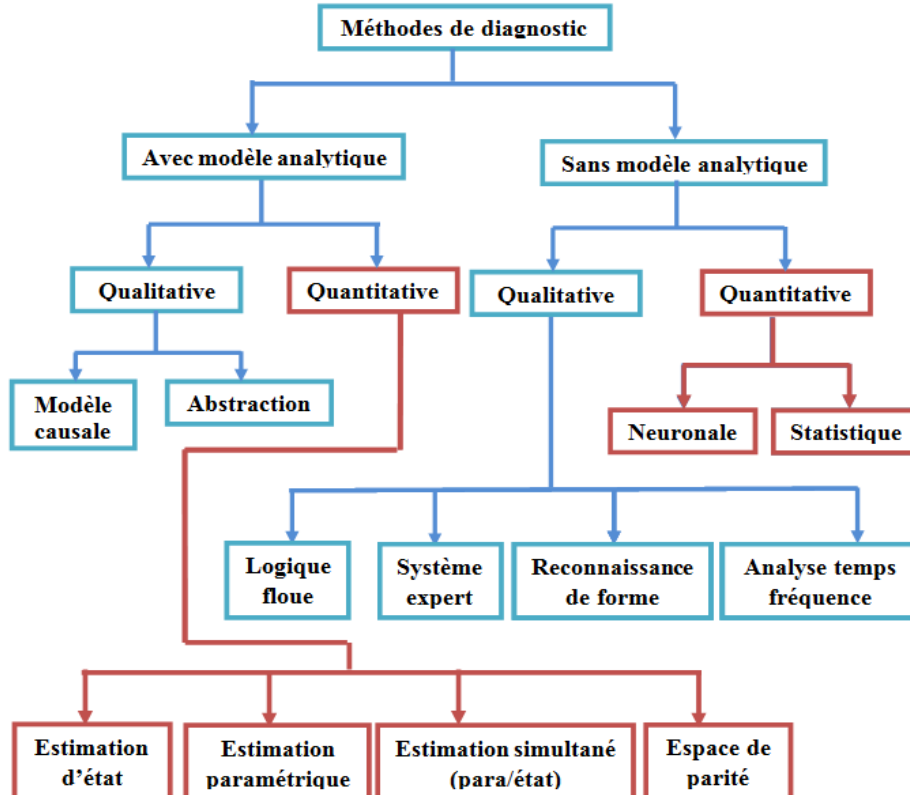 Méthodes de diagnostic
Avec modèle analytique
Sans modèle analytique
Qualitative
Quantitative
Qualitative
Quantitative
Modèle
causale
Abstraction
Neuronale
Statistique
Logique
floue
Système
expert
Reconnaissance
de forme
Analyse temps
fréquence
Estimation
d’état
Estimation
paramétrique
Estimation simultané
(para/état)
Espace de
parité